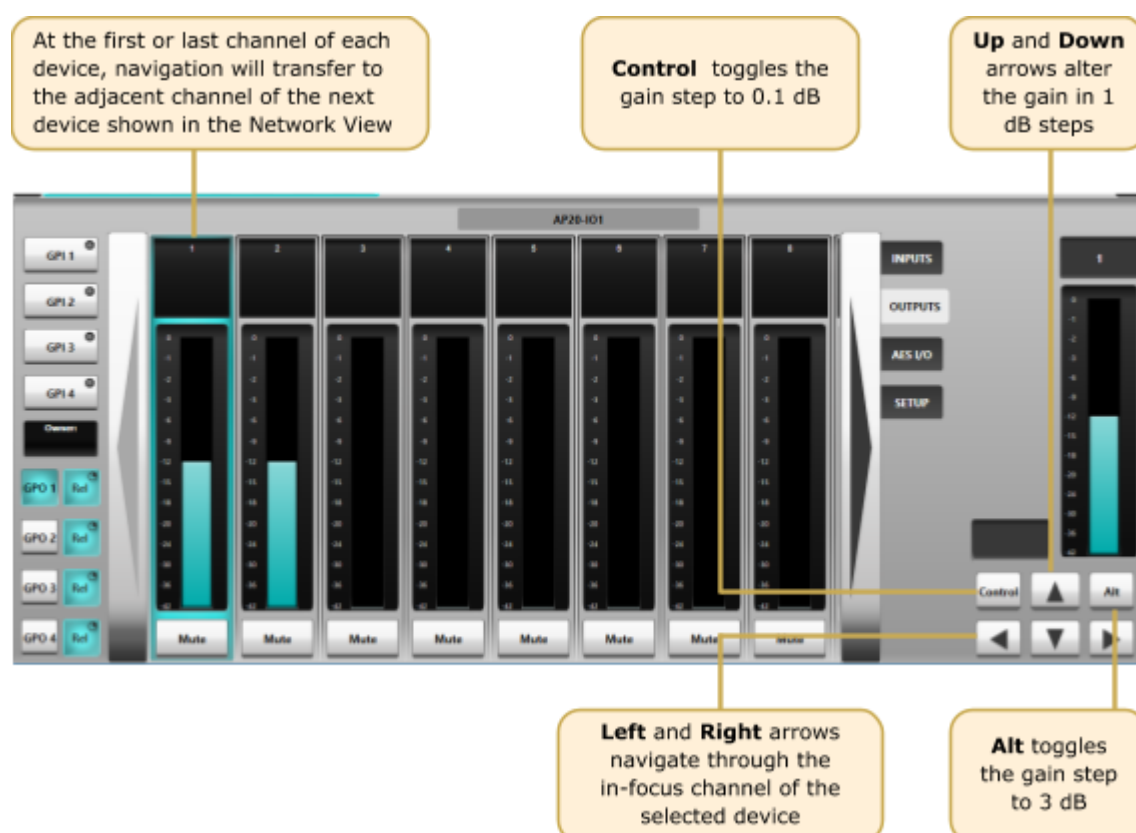 At the first or last channel of each
device, navigation will transfer to
the adjacent channel of the next
device shown in the Network View
Control toggles the
gain step to 0.1 dB
Up and Down
arrows alter
the gain in 1
dB steps
AP20-IO1
GPI 1
GPI 2
GPI 3
GPI 4
Owner:
GPO 1 Rel
GPO 2 Rel
GPO 3 Rel
GPO 4 Rel
1 2 3 4 5 6 7 8
Mute Mute Mute Mute Mute Mute Mute Mute
INPUTS
OUTPUTS
AES I/O
SETUP
1
Control Alt
Left and Right arrows
navigate through the
in-focus channel of the
selected device
Alt toggles
the gain step
to 3 dB